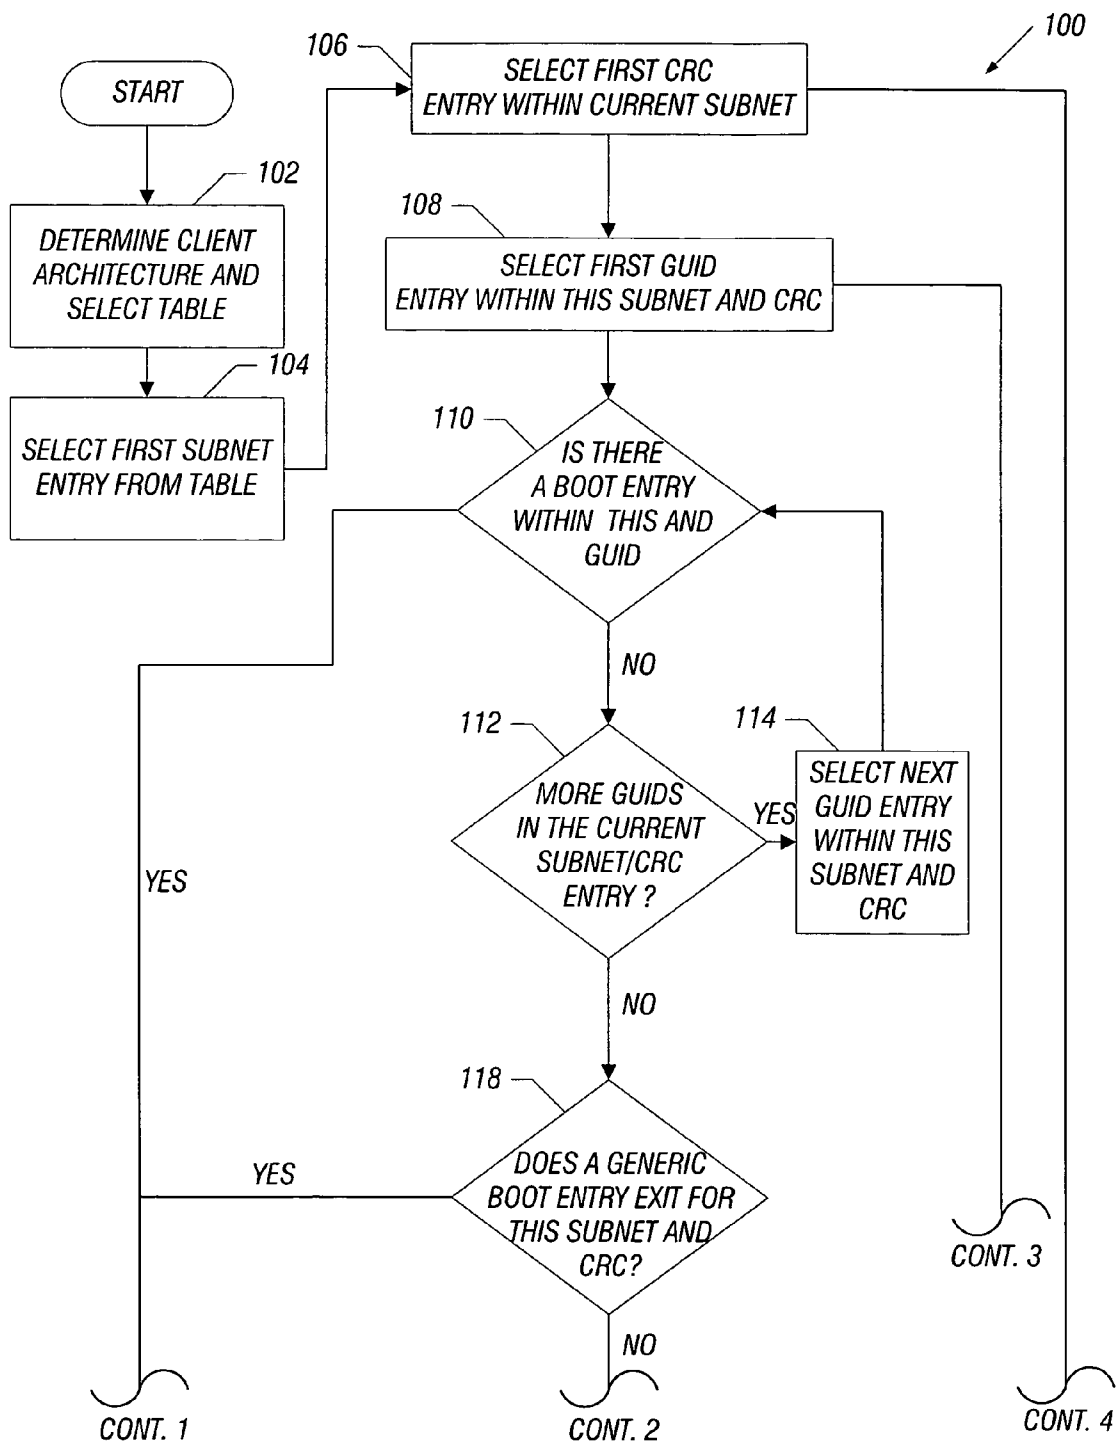 100
106
SELECT FIRST CRC
ENTRY WITHIN CURRENT SUBNET
START
102
DETERMINE CLIENT
ARCHITECTURE AND
SELECT TABLE
108
SELECT FIRST GUID
ENTRY WITHIN THIS SUBNET AND CRC
104
SELECT FIRST SUBNET
ENTRY FROM TABLE
110
IS THERE
A BOOT ENTRY
WITHIN THIS AND
GUID
NO
112
MORE GUIDS
IN THE CURRENT
SUBNET/CRC
ENTRY ?
YES
114
SELECT NEXT
GUID ENTRY
WITHIN THIS
SUBNET AND
CRC
YES
NO
118
DOES A GENERIC
BOOT ENTRY EXIT FOR
THIS SUBNET AND
CRC?
YES
NO
CONT. 3
CONT. 1
CONT. 2
CONT. 4